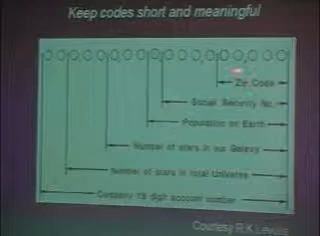 Keep codes short and meaningful
Zip Code
Social Security No.
Population on Earth
Number of stars in our Galaxy
Number of stars in total Universe
Company 19 digit account number
Courtesy R K Lewis